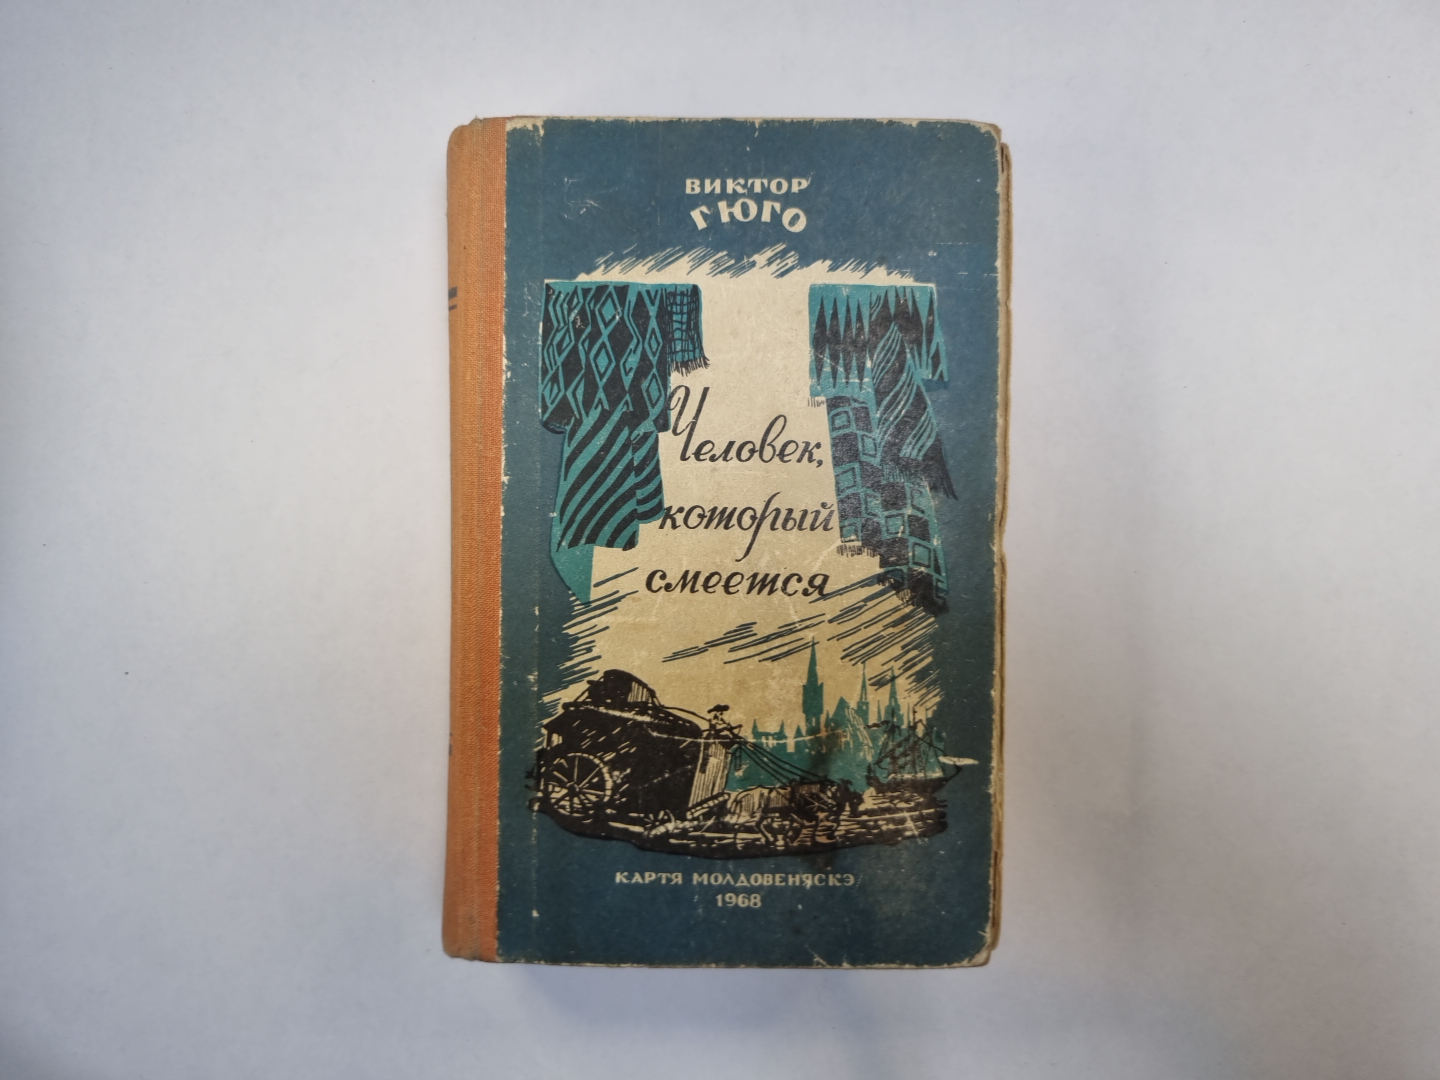 ВИКТОР
ГЮГО
Человек,
который
смеется
КАРТЯ МОЛДОВЕНЯСКЭ
1968